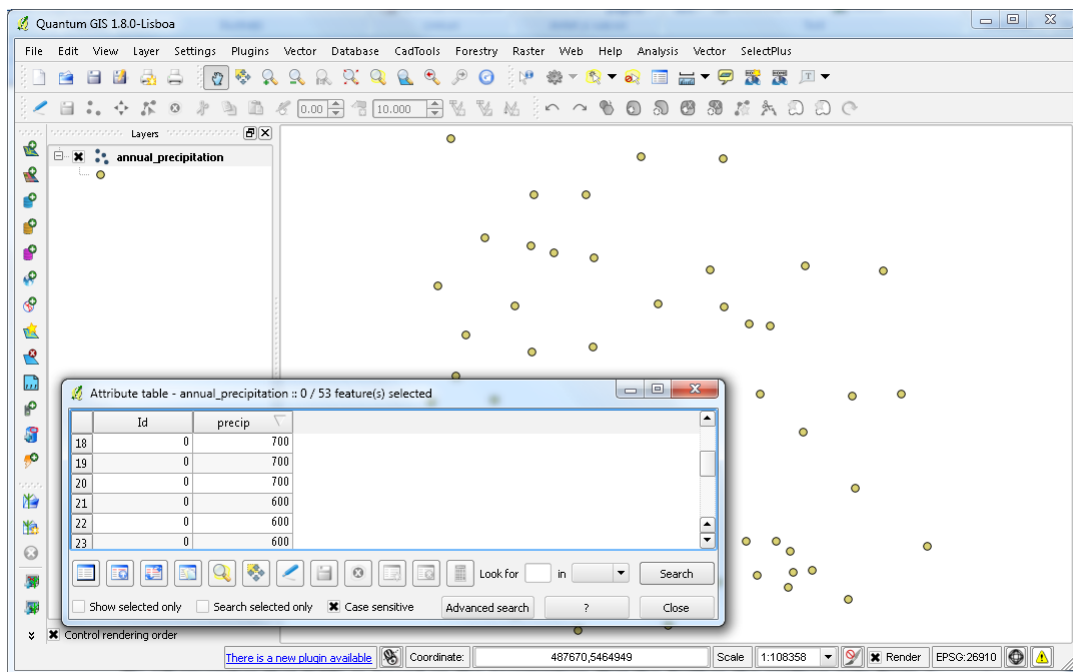 Quantum GIS 1.8.0-Lisboa
File Edit View Layer Settings Plugins Vector Database CadTools Forestry Raster Web Help Analysis Vector SelectPlus
0.00 10.000
Layers
annual_precipitation
Attribute table - annual_precipitation :: 0 / 53 feature(s) selected
Id precip
18 0 700
19 0 700
20 0 700
21 0 600
22 0 600
23 0 600
Look for in Search
Show selected only Search selected only Case sensitive Advanced search ? Close
Control rendering order
There is a new plugin available Coordinate: 487670,5464949 Scale 1:108358 Render EPSG:26910